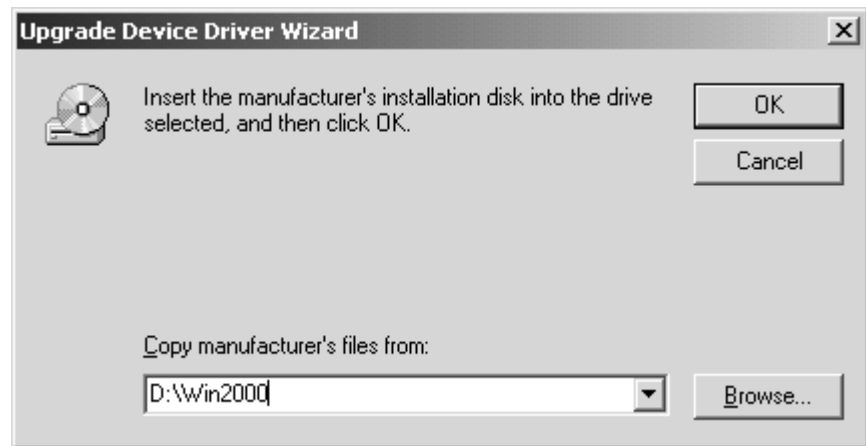 Upgrade Device Driver Wizard
Insert the manufacturer's installation disk into the drive
selected, and then click OK.
OK
Cancel
Copy manufacturer's files from:
D:\Win2000
Browse...